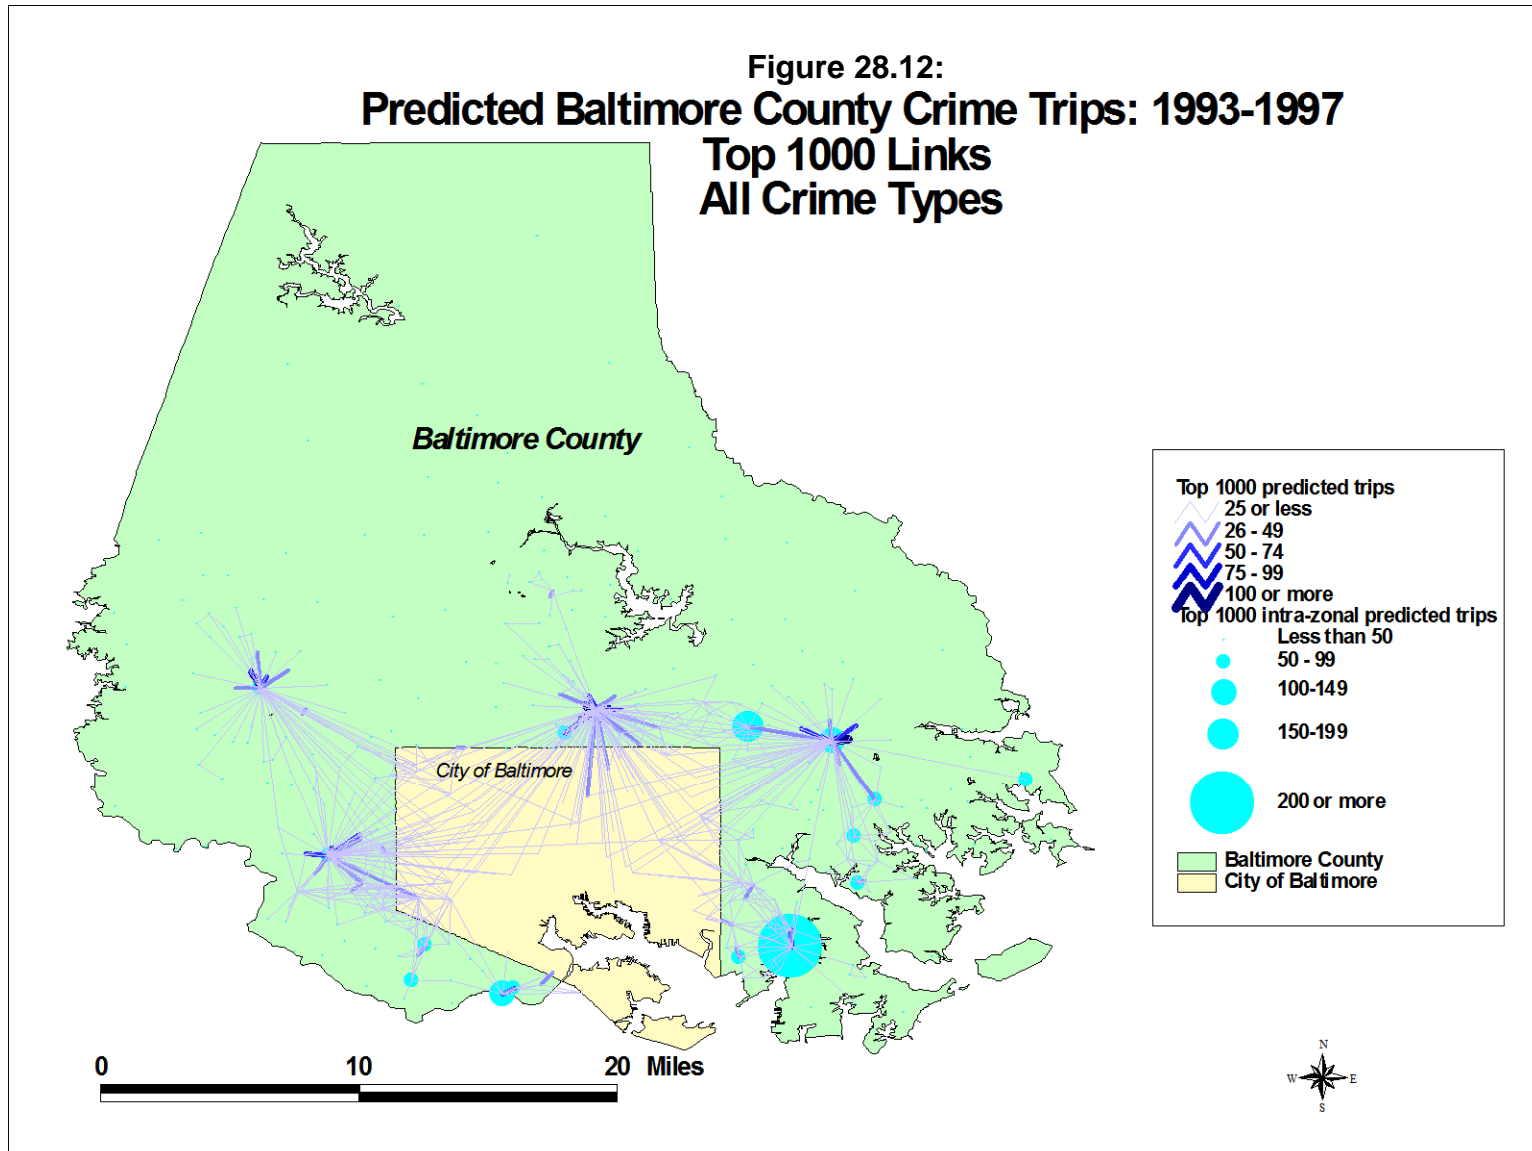 Figure 28.12:
Predicted Baltimore County Crime Trips: 1993-1997
Top 1000 Links
All Crime Types
Baltimore County
City of Baltimore
Top 1000 predicted trips
25 or less
26 - 49
50 - 74
75 - 99
100 or more
Top 1000 intra-zonal predicted trips
Less than 50
50 - 99
100-149
150-199
200 or more
Baltimore County
City of Baltimore
0 10 20 Miles
N
W E
S